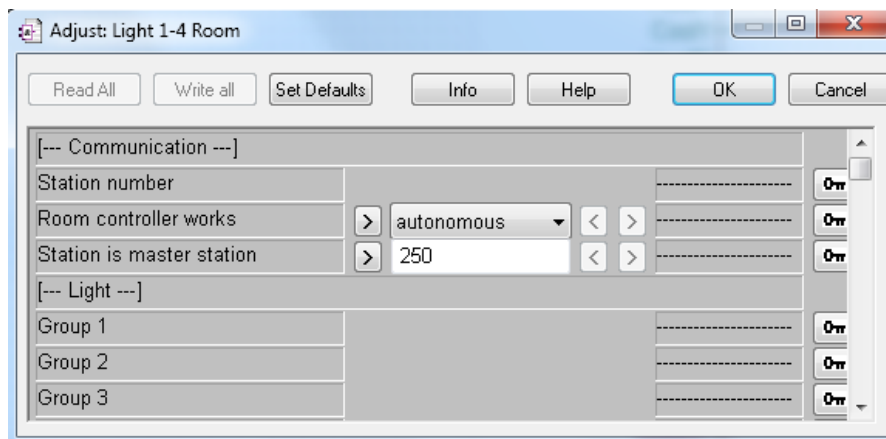 Adjust: Light 1-4 Room
Read All Write all Set Defaults Info Help OK Cancel
[--- Communication ---]
Station number ----------------------
Room controller works > autonomous < > ----------------------
Station is master station > 250 < > ----------------------
[--- Light ---]
Group 1 ----------------------
Group 2 ----------------------
Group 3 ----------------------